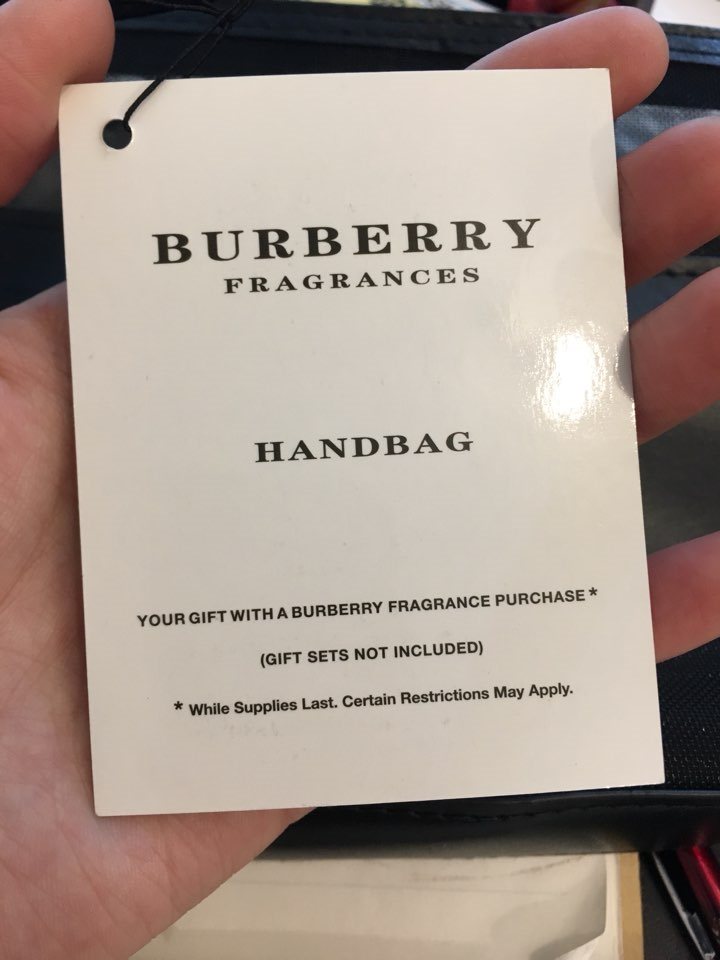 BURBERRY
FRAGRANCES
HANDBAG
YOUR GIFT WITH A BURBERRY FRAGRANCE PURCHASE*
(GIFT SETS NOT INCLUDED)
* While Supplies Last. Certain Restrictions May Apply.